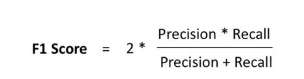 Precision * Recall
F1 Score = 2 *
Precision + Recall